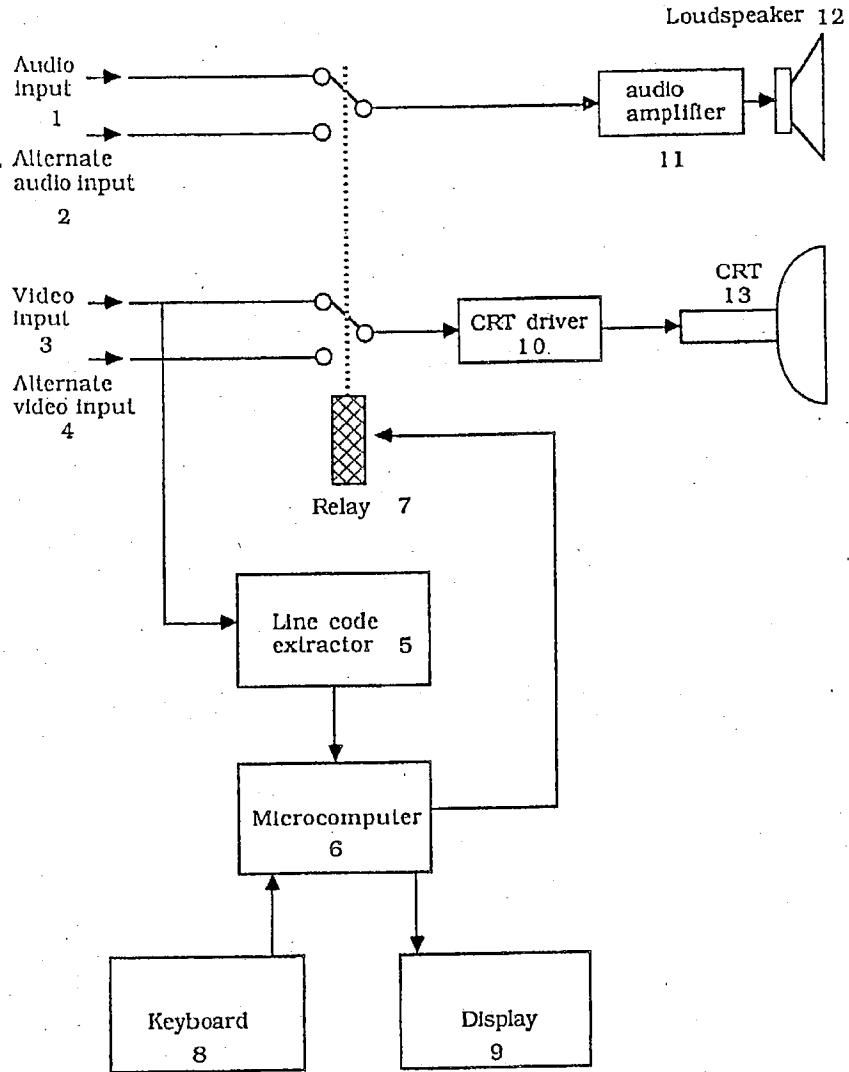 Loudspeaker 12
Audio
input
1
Alternate
audio input
2
audio
amplifier
11
Video
input
3
Alternate
video input
4
CRT
13
CRT driver
10.
Relay 7
Line code
extractor 5
Microcomputer
6
Keyboard
8
Display
9